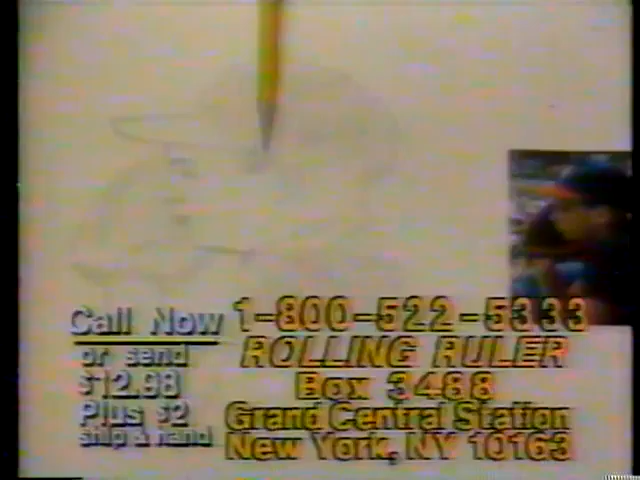 Call Now
or send
$12.98
Plus $2
ship & hand
1-800-522-5333
ROLLING RULER
Box 3488
Grand Central Station
New York, NY 10163